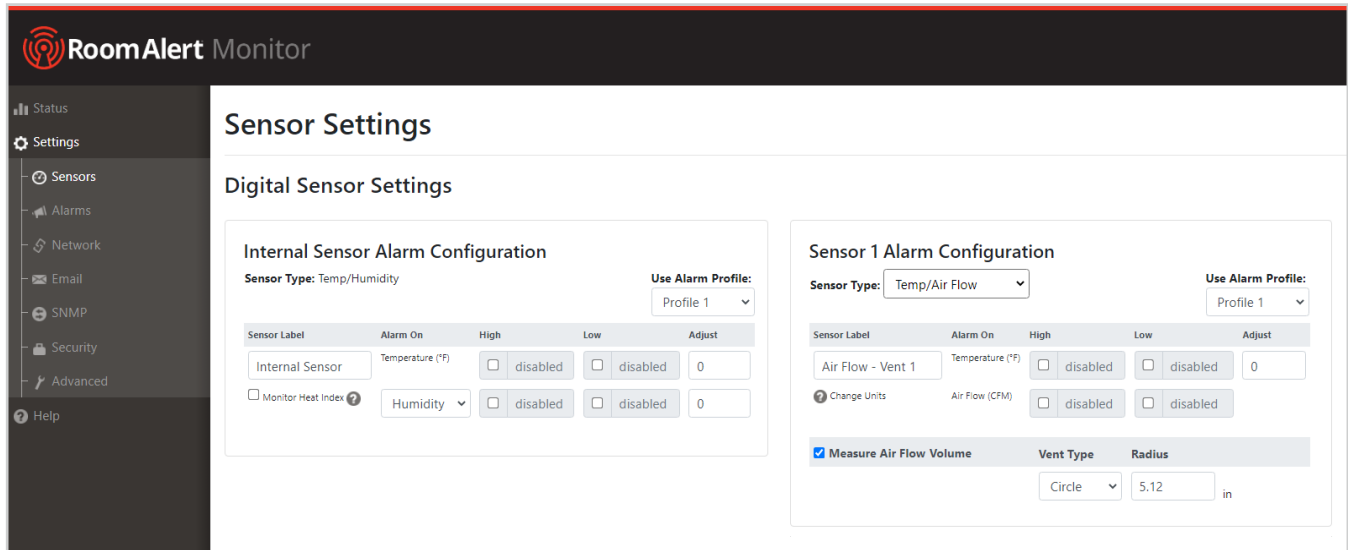 RoomAlert Monitor
Status
Settings
Sensors
Alarms
Network
Email
SNMP
Security
Advanced
Help
Sensor Settings
Digital Sensor Settings
Internal Sensor Alarm Configuration
Sensor Type: Temp/Humidity
Use Alarm Profile:
Profile 1
Sensor Label Alarm On High Low Adjust
Internal Sensor Temperature (°F) disabled disabled 0
Monitor Heat Index ? Humidity disabled disabled 0
Sensor 1 Alarm Configuration
Sensor Type: Temp/Air Flow
Use Alarm Profile:
Profile 1
Sensor Label Alarm On High Low Adjust
Air Flow - Vent 1 Temperature (°F) disabled disabled 0
? Change Units Air Flow (CFM) disabled disabled
Measure Air Flow Volume Vent Type Radius
Circle 5.12 in